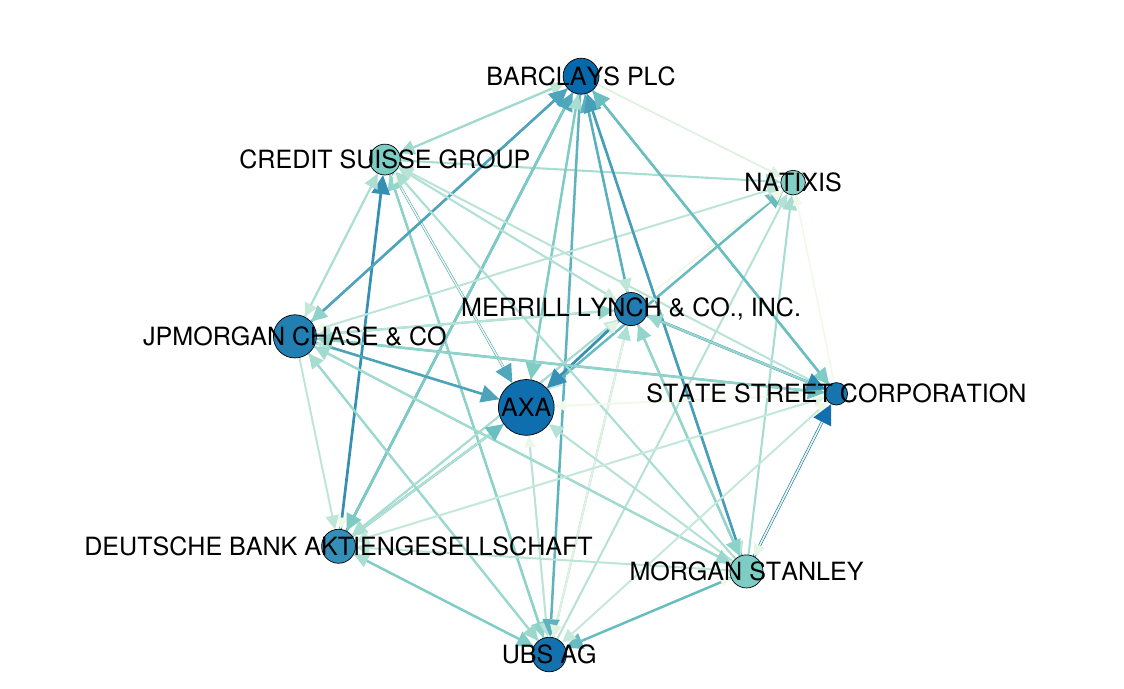 BARCLAYS PLC
CREDIT SUISSE GROUP
NATIXIS
MERRILL LYNCH & CO., INC.
JPMORGAN CHASE & CO
STATE STREET CORPORATION
AXA
DEUTSCHE BANK AKTIENGESELLSCHAFT
MORGAN STANLEY
UBS AG